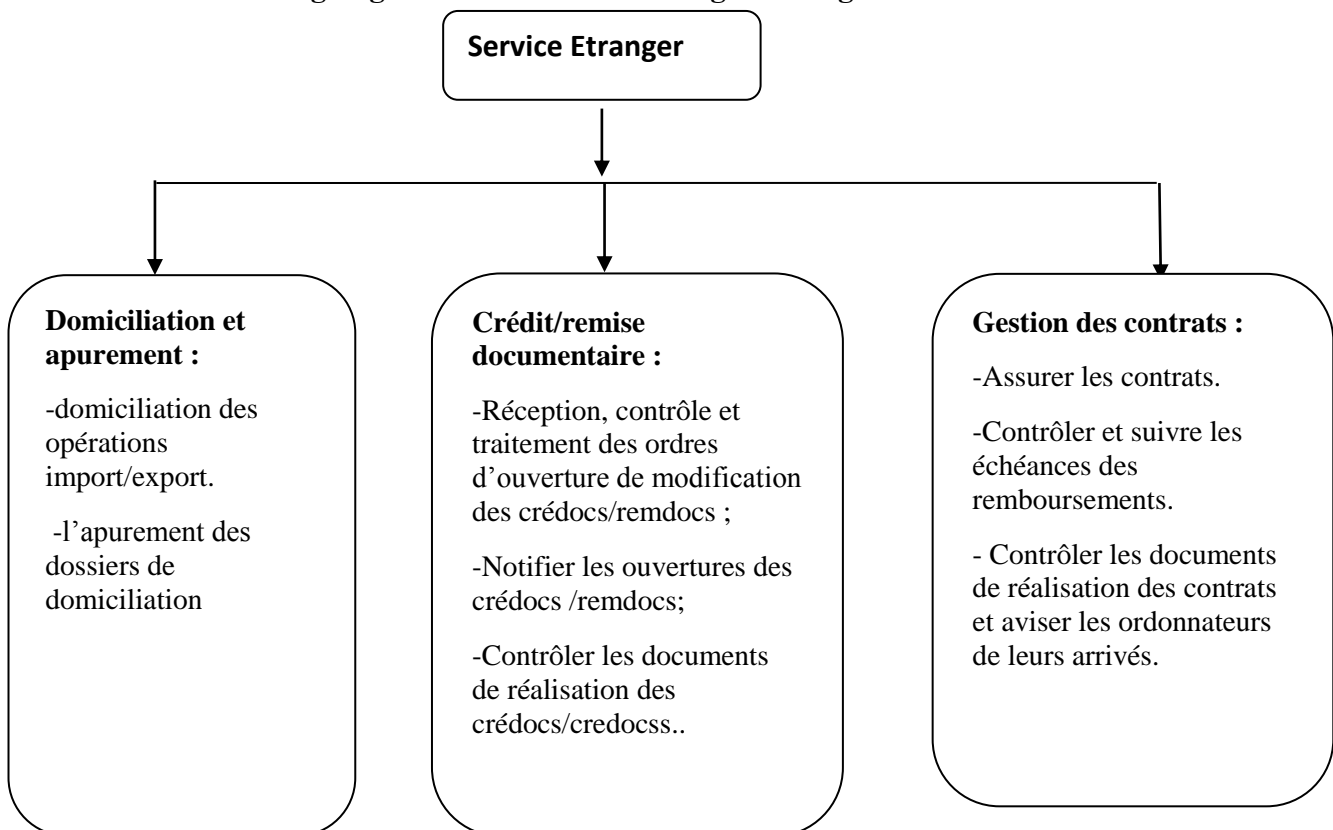 Service Etranger
Domiciliation et
apurement :
-domiciliation des
opérations
import/export.
-l’apurement des
dossiers de
domiciliation
Crédit/remise
documentaire :
-Réception, contrôle et
traitement des ordres
d’ouverture de modification
des crédocs/remdocs ;
-Notifier les ouvertures des
crédocs /remdocs;
-Contrôler les documents
de réalisation des
crédocs/credocss..
Gestion des contrats :
-Assurer les contrats.
-Contrôler et suivre les
échéances des
remboursements.
- Contrôler les documents
de réalisation des contrats
et aviser les ordonnateurs
de leurs arrivés.